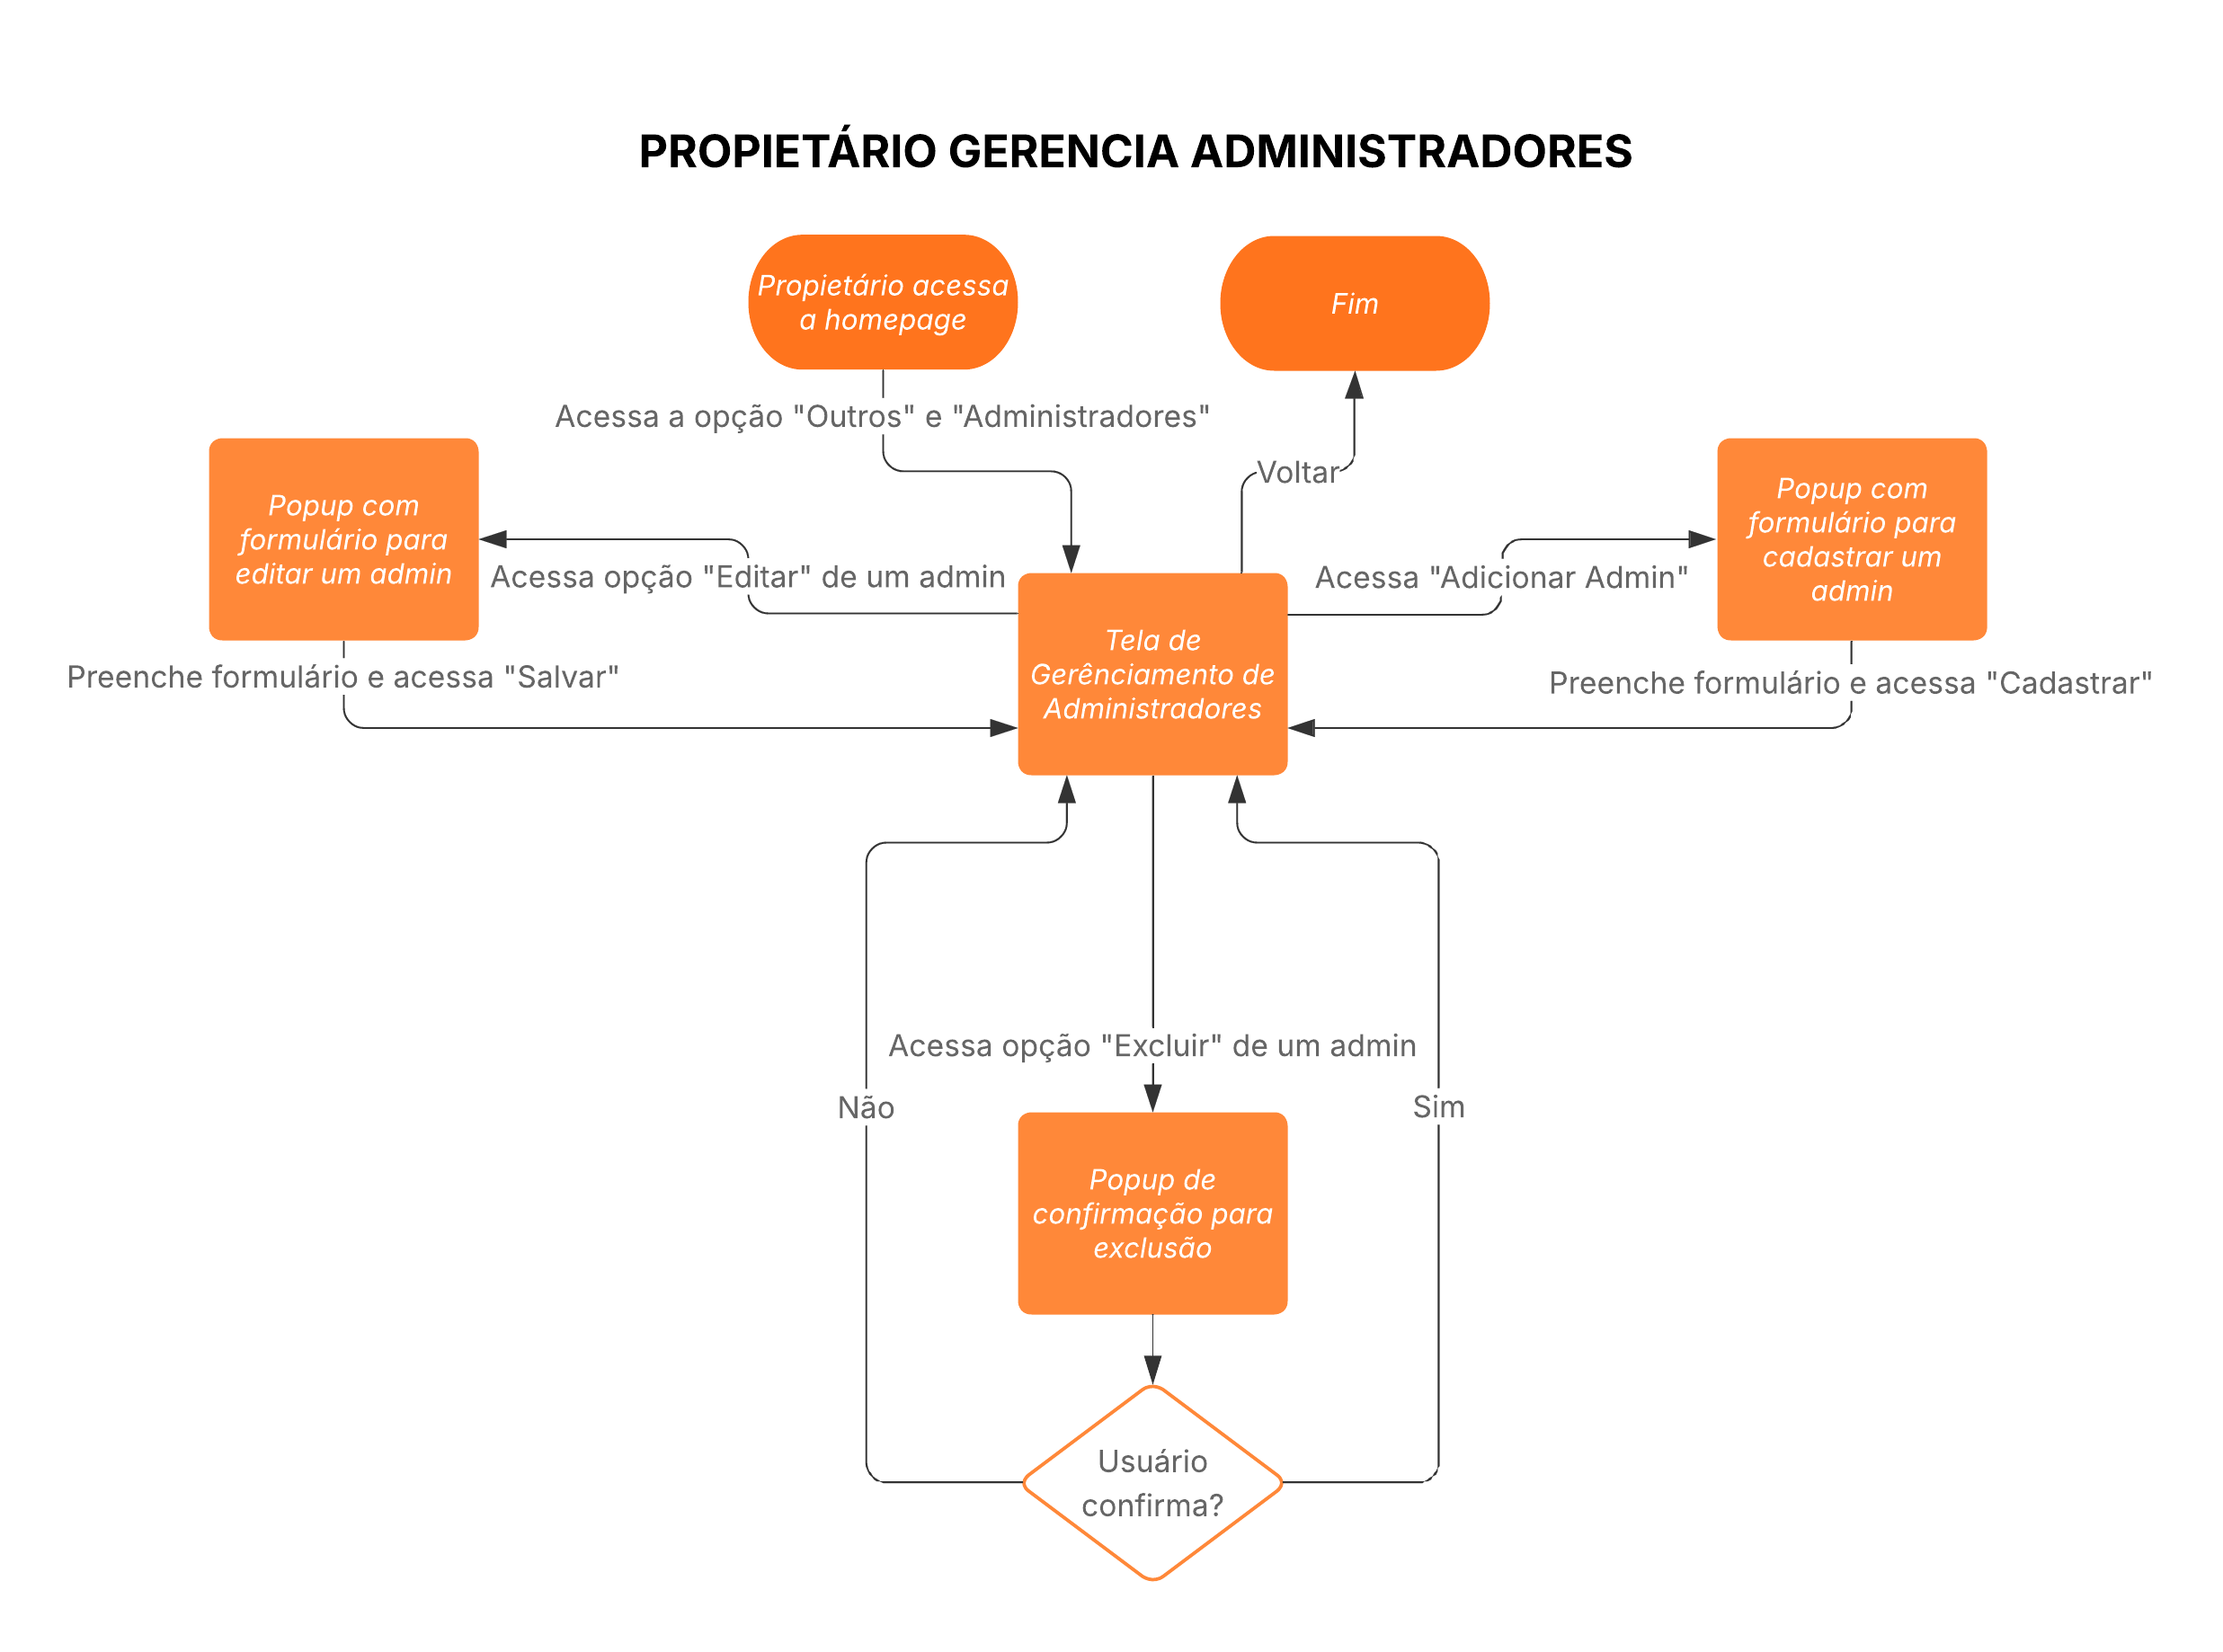 PROPIETÁRIO GERENCIA ADMINISTRADORES
Propietário acessa
a homepage
Fim
Acessa a opção "Outros" e "Administradores"
Voltar
Popup com
formulário para
editar um admin
Popup com
formulário para
cadastrar um
admin
Acessa opção "Editar" de um admin
Acessa "Adicionar Admin"
Tela de
Gerênciamento de
Administradores
Preenche formulário e acessa "Salvar"
Preenche formulário e acessa "Cadastrar"
Acessa opção "Excluir" de um admin
Não
Sim
Popup de
confirmação para
exclusão
Usuário
confirma?